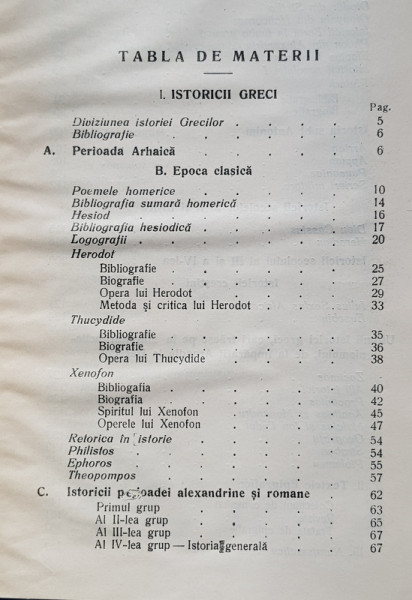 TABLA DE MATERII
I. ISTORICII GRECI
Pag.
Diviziunea istoriei Grecilor . . . . 5
Bibliografie . . . . . 6
A. Perioada Arhaică . . . . . 6
B. Epoca clasică
Poemele homerice . . . . . 10
Bibliografia sumară homerică . . . . 14
Hesiod . . . . . . 16
Bibliografia hesiodică . . . . . 17
Logografii . . . . . . 20
Herodot
Bibliografie . . . . . 25
Biografie . . . . . 27
Opera lui Herodot . . . . 29
Metoda și critica lui Herodot . . . 33
Thucydide
Bibliografie . . . . . 35
Biografie . . . . . 36
Opera lui Thucydide . . . . 38
Xenofon
Bibliogafia . . . . . 40
Biografia . . . . . 42
Spiritul lui Xenofon . . . . 45
Operele lui Xenofon . . . . 47
Retorica în istorie . . . . . 54
Philistos . . . . . . 54
Ephoros . . . . . . 55
Theopompos . . . . . 57
C. Istoricii perioadei alexandrine și romane . 62
Primul grup . . . . . 63
Al II-lea grup . . . . . 65
Al III-lea grup . . . . . 67
Al IV-lea grup — Istoria generală . . 67